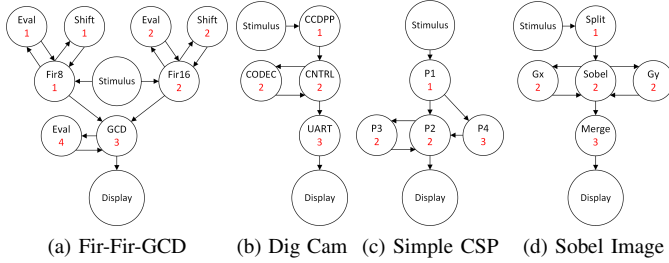 Eval
1
Shift
1
Eval
2
Shift
2
Fir8
1
Stimulus
Fir16
2
Eval
4
GCD
3
Display
(a) Fir-Fir-GCD
Stimulus
CCDPP
1
CODEC
2
CNTRL
2
UART
3
Display
(b) Dig Cam
Stimulus
P1
1
P3
2
P2
2
P4
3
Display
(c) Simple CSP
Stimulus
Split
1
Gx
2
Sobel
2
Gy
2
Merge
3
Display
(d) Sobel Image